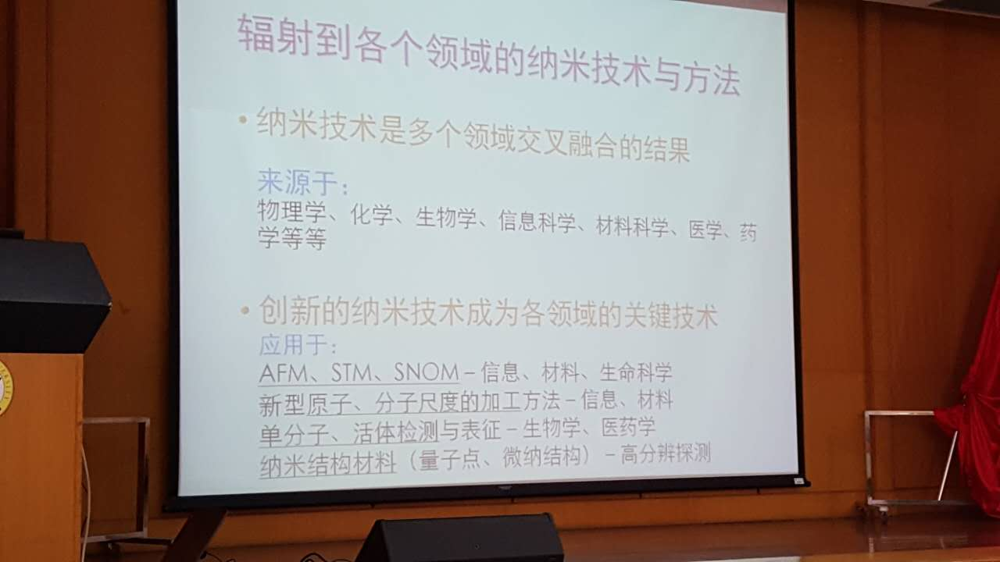 辐射到各个领域的纳米技术与方法
• 纳米技术是多个领域交叉融合的结果
来源于：
物理学、化学、生物学、信息科学、材料科学、医学、药
学等等
• 创新的纳米技术成为各领域的关键技术
应用于：
AFM、STM、SNOM – 信息、材料、生命科学
新型原子、分子尺度的加工方法 – 信息、材料
单分子、活体检测与表征 – 生物学、医药学
纳米结构材料（量子点、微纳结构） – 高分辨探测